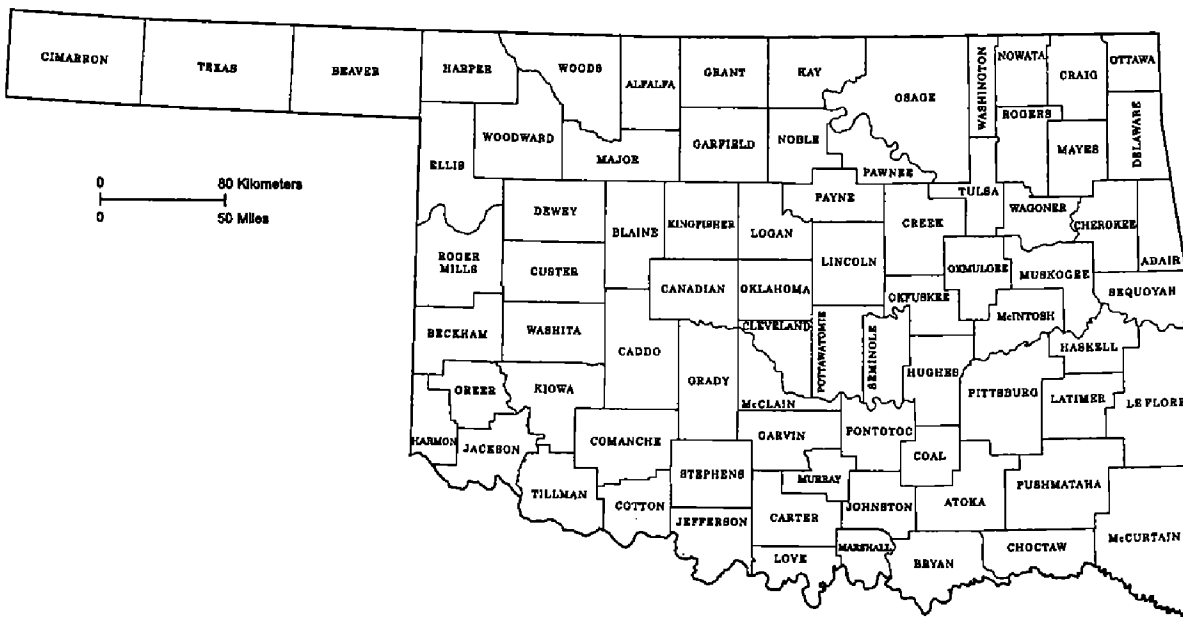 CIMARRON
TEXAS
BEAVER
HARPER
WOODS
ALFALFA
GRANT
KAY
OSAGE
WASHINGTON
NOWATA
CRAIG
OTTAWA
ROGERS
DELAWARE
WOODWARD
ELLIS
MAJOR
GARFIELD
NOBLE
PAWNEE
MAYES
0 80 Kilometers
0 50 Miles
DEWEY
BLAINE
KINGFISHER
LOGAN
PAYNE
CREEK
TULSA
WAGONER
CHEROKEE
ADAIR
ROGER
MILLS
CUSTER
CANADIAN
OKLAHOMA
LINCOLN
OKMULGEE
MUSKOGEE
SEQUOYAH
OKFUSKEE
McINTOSH
BECKHAM
WASHITA
CADDO
GRADY
CLEVELAND
POTTAWATOMIE
SEMINOLE
HUGHES
HASKELL
PITTSBURG
LATIMER
LE FLORE
GREER
KIOWA
McCLAIN
HARMON
JACKSON
COMANCHE
GARVIN
PONTOTOC
COAL
TILLMAN
COTTON
STEPHENS
MURRAY
JOHNSTON
ATOKA
PUSHMATAHA
JEFFERSON
CARTER
LOVE
MARSHALL
BRYAN
CHOCTAW
McCURTAIN